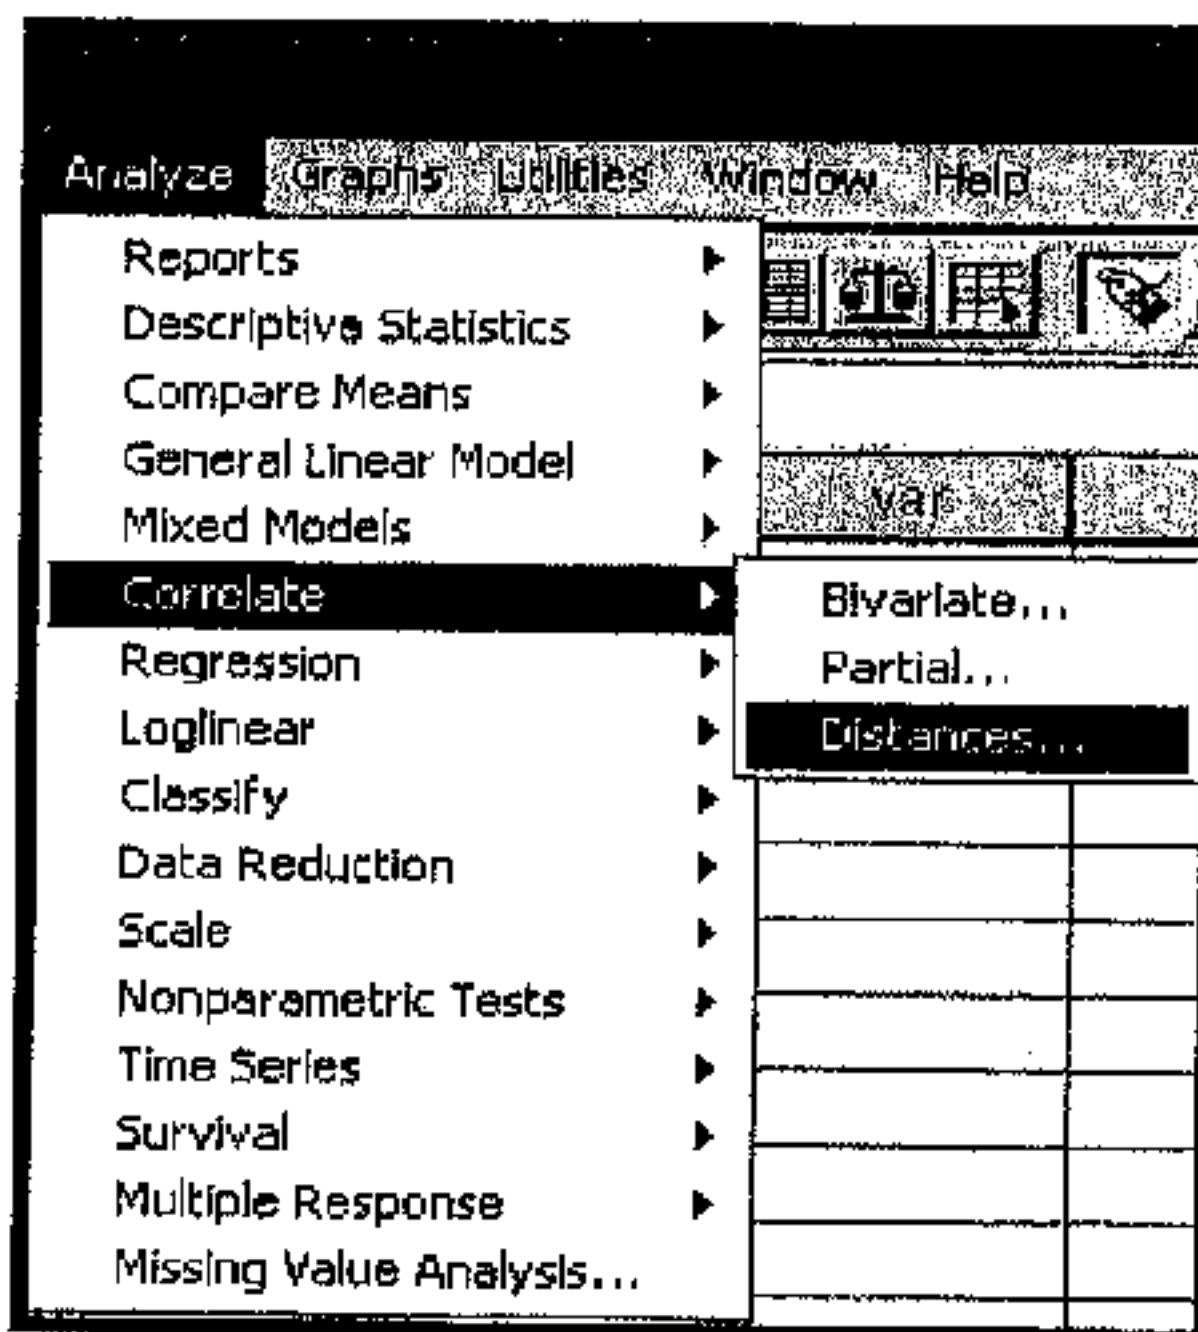 Analyze Graphs Utilities Window Help
Reports
Descriptive Statistics
Compare Means
General Linear Model
var
Mixed Models
Correlate
Bivariate...
Regression
Partial...
Loglinear
Distances...
Classify
Data Reduction
Scale
Nonparametric Tests
Time Series
Survival
Multiple Response
Missing Value Analysis...